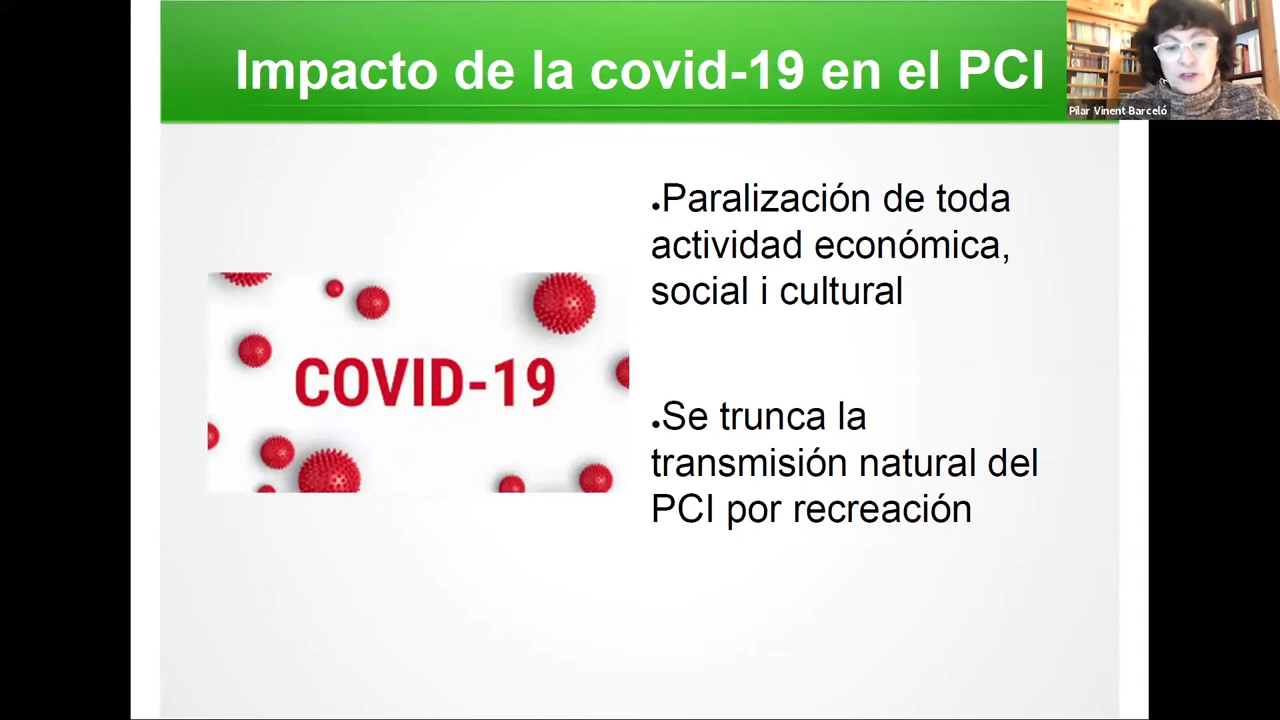 Impacto de la covid-19 en el PCI
Pilar Vinent Barceló
●Paralización de toda
actividad económica,
social i cultural
COVID-19
●Se trunca la
transmisión natural del
PCI por recreación